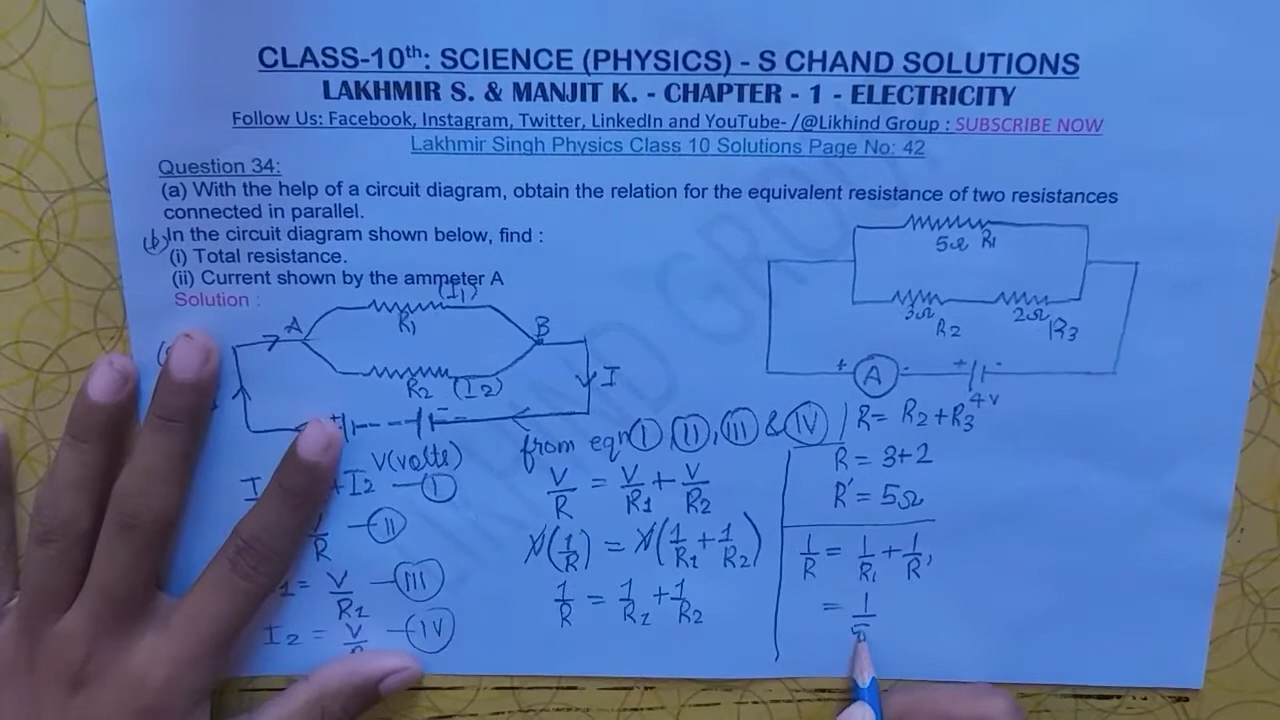 CLASS-10th: SCIENCE (PHYSICS) - S CHAND SOLUTIONS
LAKHMIR S. & MANJIT K. - CHAPTER - 1 - ELECTRICITY
Follow Us: Facebook, Instagram, Twitter, LinkedIn and YouTube- /@Likhind Group : SUBSCRIBE NOW
Lakhmir Singh Physics Class 10 Solutions Page No: 42
Question 34:
(a) With the help of a circuit diagram, obtain the relation for the equivalent resistance of two resistances
connected in parallel.
(b) In the circuit diagram shown below, find :
(i) Total resistance.
(ii) Current shown by the ammeter A
Solution :
(I1)
R1
A
B
R2 (I2)
I
V(volts)
5Ω R1
3Ω
R2
2Ω
R3
+ A - + -
4V
I +I2 — I
V/R — II
1 = V/R1 — III
I2 = V — IV
from eqn I, II, III & IV
V/R = V/R1 + V/R2
V(1/R) = V(1/R1 + 1/R2)
1/R = 1/R1 + 1/R2
R = R2+R3
R = 3+2
R' = 5Ω
1/R = 1/R1 + 1/R'
= 1/5
LIKHIND GROUP